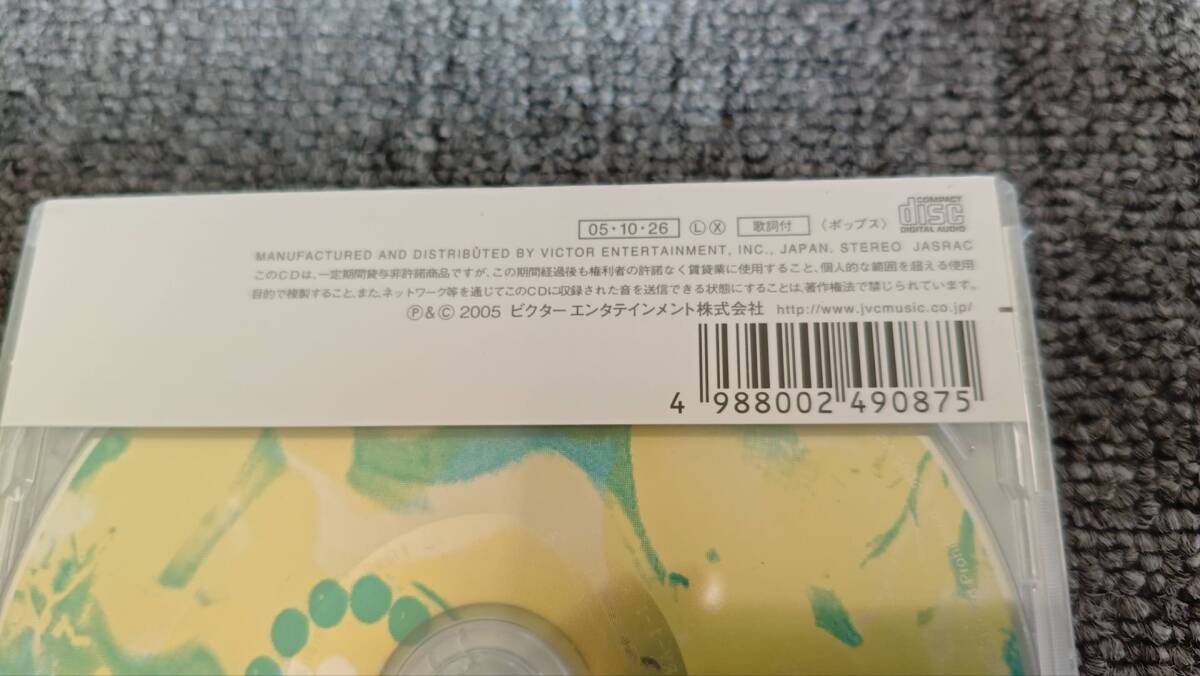 05・10・26 Ⓛ Ⓧ 歌詞付 〈ポップス〉 COMPACT disc DIGITAL AUDIO
MANUFACTURED AND DISTRIBUTED BY VICTOR ENTERTAINMENT, INC., JAPAN. STEREO JASRAC
このCDは、一定期間貸与非許諾商品ですが、この期間経過後も権利者の許諾なく賃貸業に使用すること、個人的な範囲を超える使用
目的で複製すること、また、ネットワーク等を通じてこのCDに収録された音を送信できる状態にすることは、著作権法で禁じられています。
Ⓟ&Ⓒ 2005 ビクターエンタテインメント株式会社 http://www.jvcmusic.co.jp/
4 988002 490875